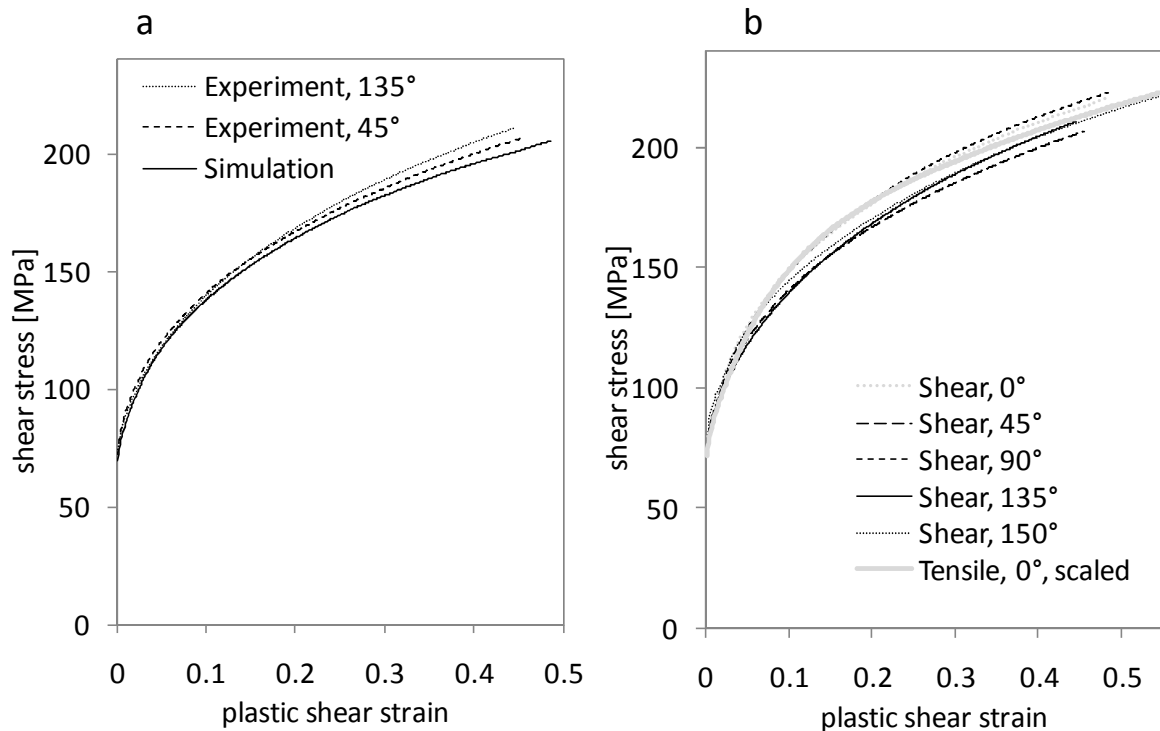 a
Experiment, 135°
Experiment, 45°
Simulation
shear stress [MPa]
200
150
100
50
0
0 0.1 0.2 0.3 0.4 0.5
plastic shear strain
b
shear stress [MPa]
200
150
100
50
0
Shear, 0°
Shear, 45°
Shear, 90°
Shear, 135°
Shear, 150°
Tensile, 0°, scaled
0 0.1 0.2 0.3 0.4 0.5
plastic shear strain